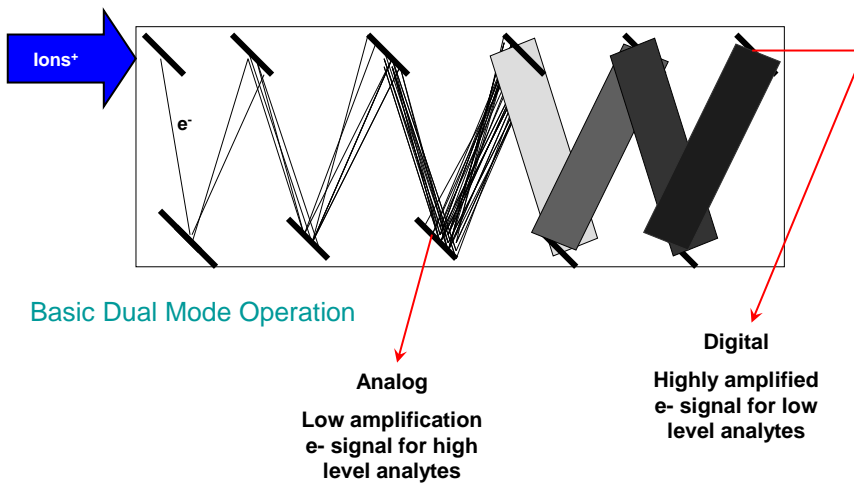 Ions⁺
e⁻
Basic Dual Mode Operation
Analog
Low amplification
e- signal for high
level analytes
Digital
Highly amplified
e- signal for low
level analytes